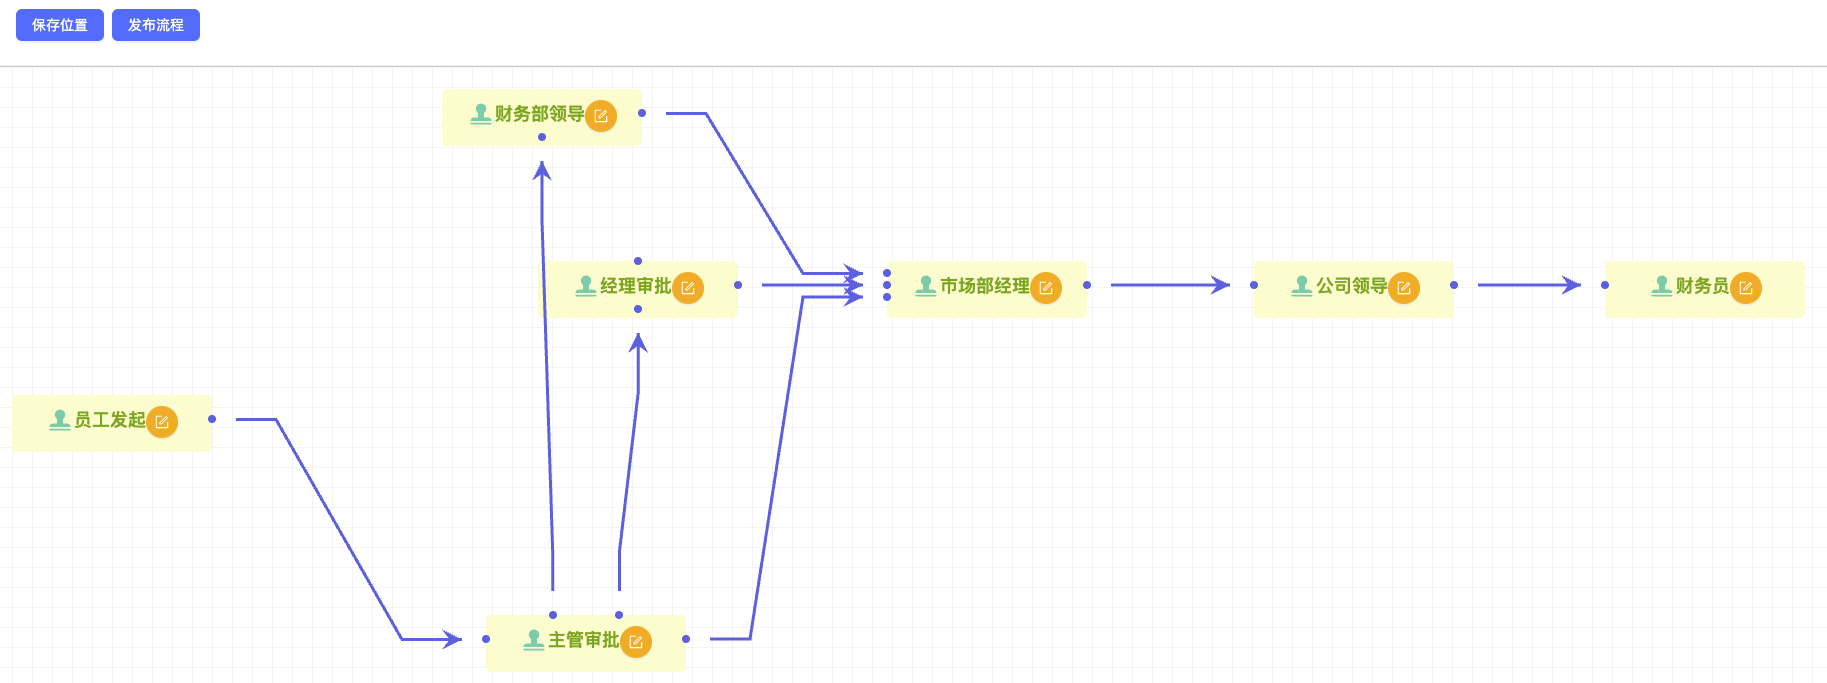 保存位置
发布流程
财务部领导
经理审批
市场部经理
公司领导
财务员
员工发起
主管审批